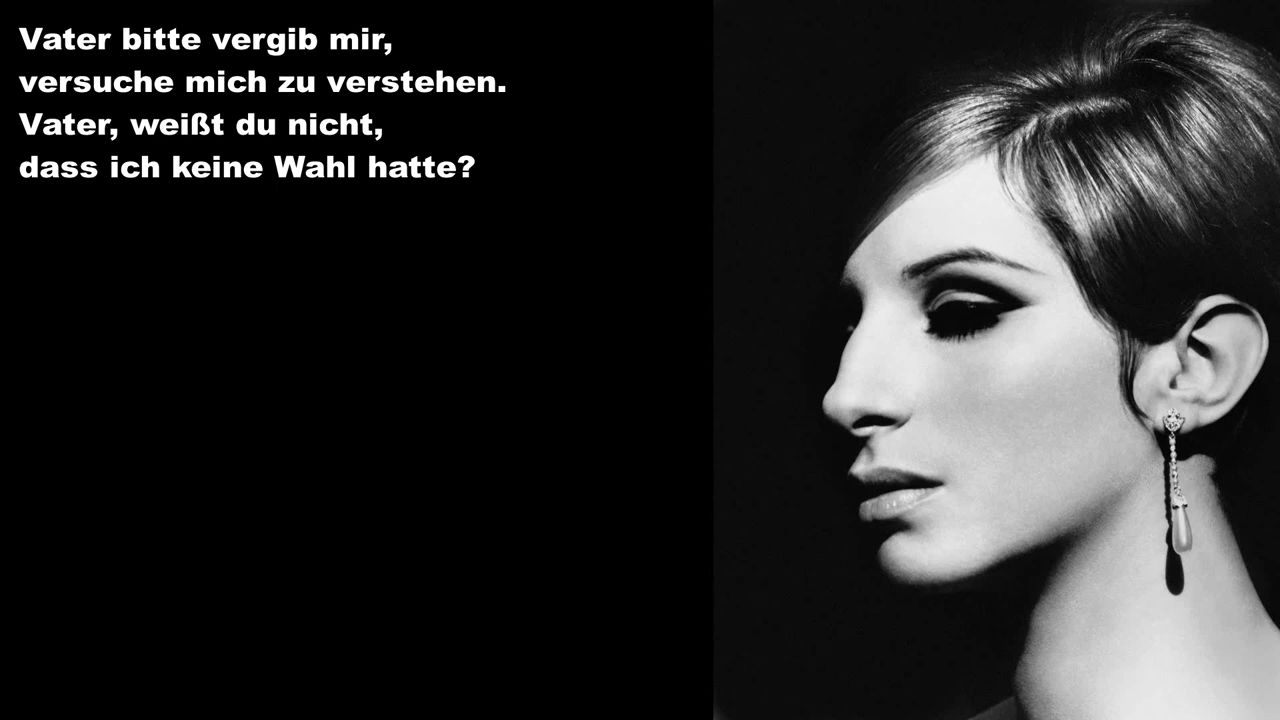 Vater bitte vergib mir,
versuche mich zu verstehen.
Vater, weißt du nicht,
dass ich keine Wahl hatte?